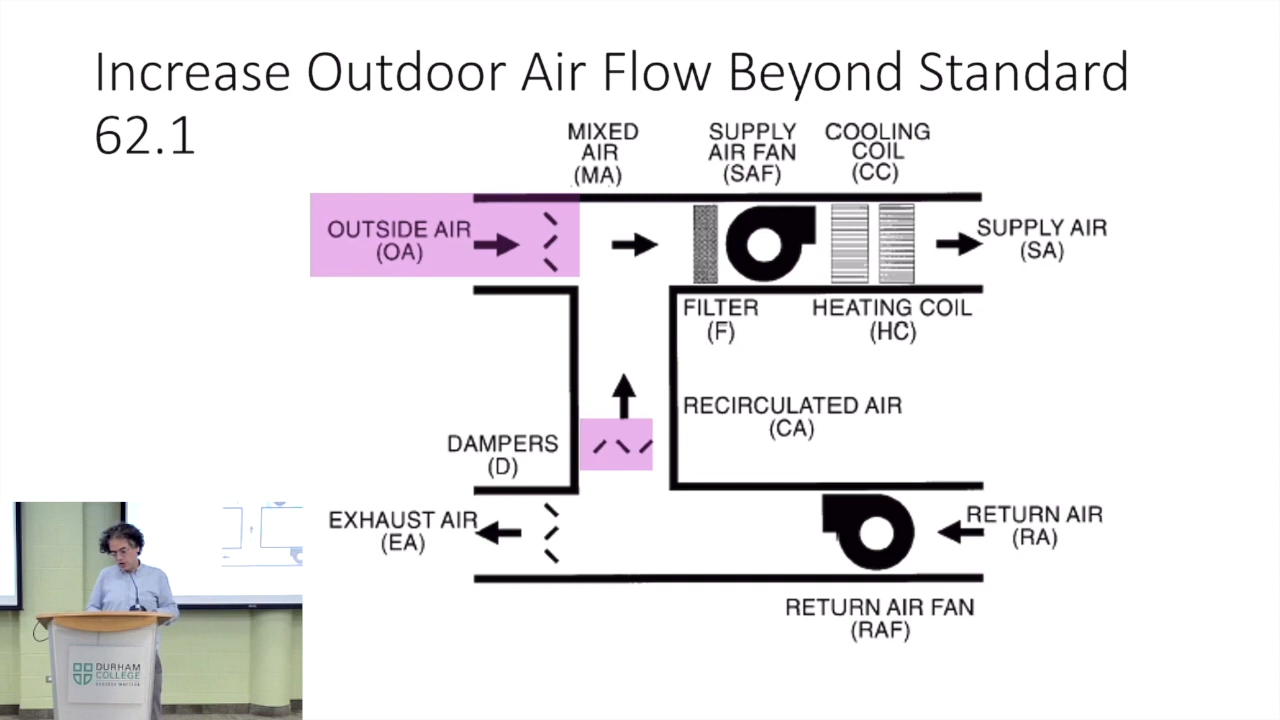 Increase Outdoor Air Flow Beyond Standard
62.1
MIXED
AIR
(MA)
SUPPLY
AIR FAN
(SAF)
COOLING
COIL
(CC)
OUTSIDE AIR
(OA)
SUPPLY AIR
(SA)
FILTER
(F)
HEATING COIL
(HC)
RECIRCULATED AIR
(CA)
DAMPERS
(D)
EXHAUST AIR
(EA)
RETURN AIR
(RA)
RETURN AIR FAN
(RAF)
DURHAM
COLLEGE
SUCCESS MATTERS